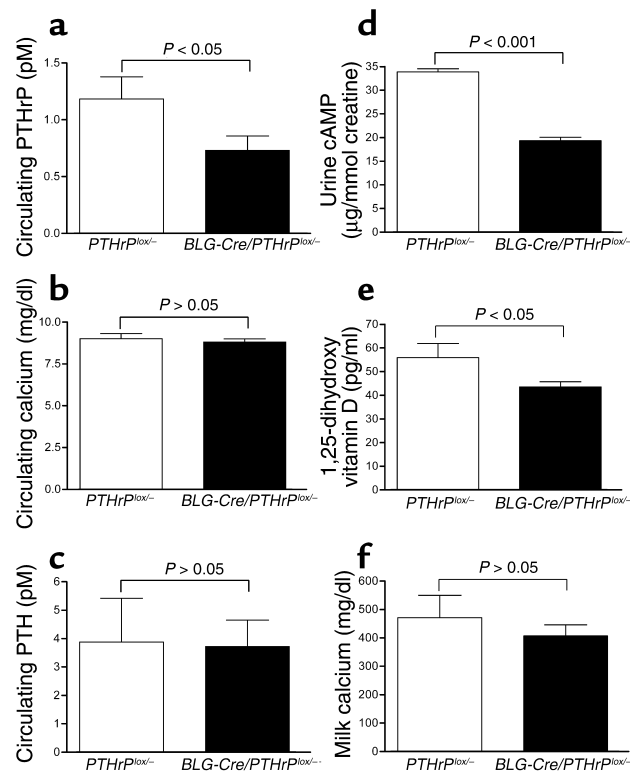 a
P < 0.05
Circulating PTHrP (pM)
1.5
1.0
0.5
0.0
PTHrPlox/–
BLG-Cre/PTHrPlox/–
b
P > 0.05
Circulating calcium (mg/dl)
10.0
7.5
5.0
2.5
0.0
PTHrPlox/–
BLG-Cre/PTHrPlox/–
c
P > 0.05
Circulating PTH (pM)
6
5
4
3
2
1
0
PTHrPlox/–
BLG-Cre/PTHrPlox/–
d
P < 0.001
Urine cAMP
(µg/mmol creatine)
35
30
25
20
15
10
5
0
PTHrPlox/–
BLG-Cre/PTHrPlox/–
e
P < 0.05
1,25-dihydroxy
vitamin D (pg/ml)
70
60
50
40
30
20
10
0
PTHrPlox/–
BLG-Cre/PTHrPlox/–
f
P > 0.05
Milk calcium (mg/dl)
600
500
400
300
200
100
0
PTHrPlox/–
BLG-Cre/PTHrPlox/–